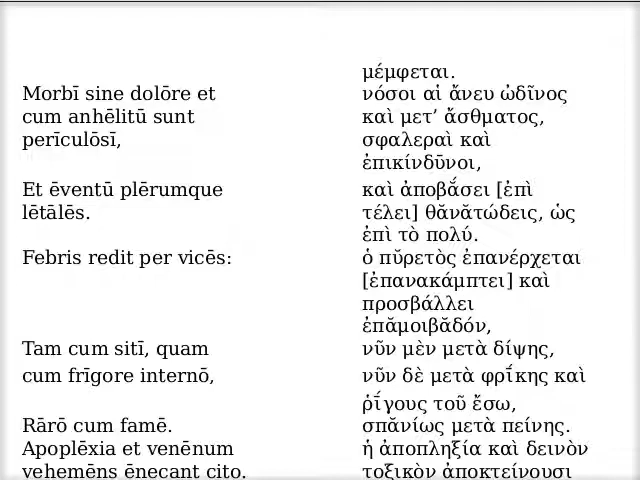 μέμφεται.
Morbī sine dolōre et
cum anhēlitū sunt
perīculōsī,
νόσοι αἱ ἄνευ ὠδῖνος
καὶ μετ’ ἄσθματος,
σφαλεραὶ καὶ
ἐπικίνδῡνοι,
Et ēventū plērumque
lētālēs.
καὶ ἀποβᾱ́σει [ἐπὶ
τέλει] θᾰνᾰτώδεις, ὡς
ἐπὶ τὸ πολύ.
Febris redit per vicēs:
ὁ πῠρετὸς ἐπανέρχεται
[ἐπανακάμπτει] καὶ
προσβάλλει
ἐπᾰμοιβᾰδόν,
Tam cum sitī, quam
νῦν μὲν μετὰ δίψης,
cum frīgore internō,
νῦν δὲ μετὰ φρῑ́κης καὶ
ῥῑ́γους τοῦ ἔσω,
Rārō cum famē.
σπᾰνίως μετὰ πείνης.
Apoplēxia et venēnum
vehemēns ēnecant cito.
ἡ ἀποπληξία καὶ δεινὸν
τοξικὸν ἀποκτείνουσι